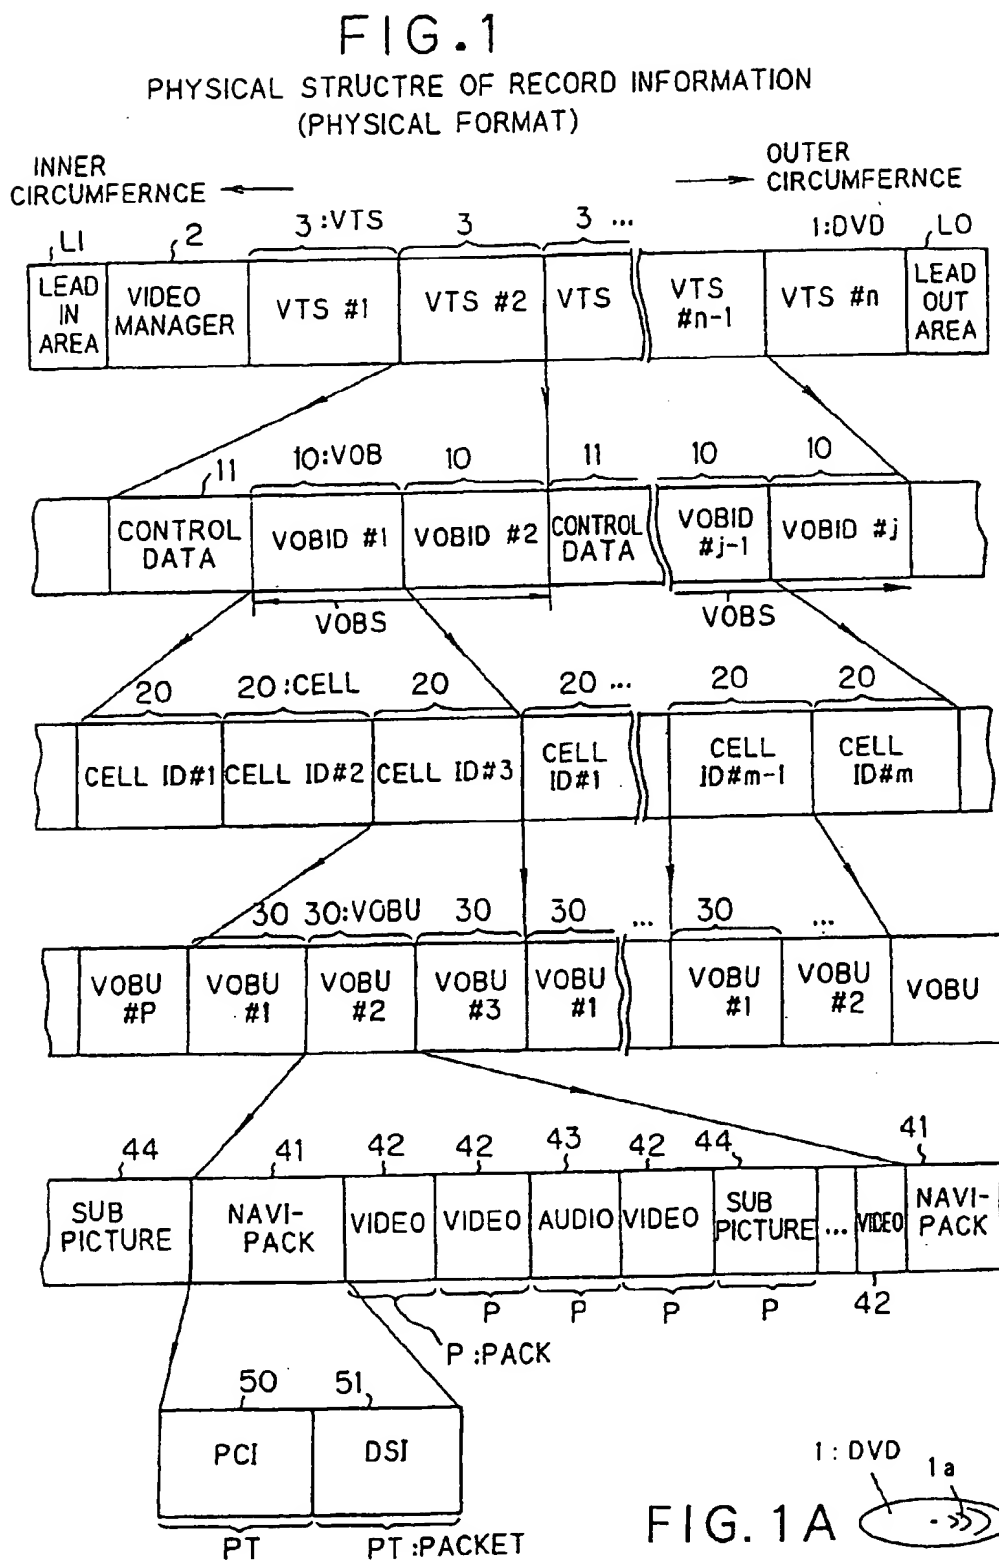 FIG.1
PHYSICAL STRUCTRE OF RECORD INFORMATION
(PHYSICAL FORMAT)
INNER
CIRCUMFERNCE
OUTER
CIRCUMFERNCE
LI 2 3:VTS 3 3 ... 1:DVD LO
LEAD
IN
AREA
VIDEO
MANAGER
VTS #1
VTS #2
VTS
VTS
#n-1
VTS #n
LEAD
OUT
AREA
11 10:VOB 10 11 10 10
CONTROL
DATA
VOBID #1
VOBID #2
CONTROL
DATA
VOBID
#j-1
VOBID #j
VOBS
VOBS
20 20:CELL 20 20 ... 20 20
CELL ID#1
CELL ID#2
CELL ID#3
CELL
ID#1
CELL
ID#m-1
CELL
ID#m
30 30:VOBU 30 30 ... 30 ...
VOBU
#P
VOBU
#1
VOBU
#2
VOBU
#3
VOBU
#1
VOBU
#1
VOBU
#2
VOBU
44 41 42 42 43 42 44 41
SUB
PICTURE
NAVI-
PACK
VIDEO
VIDEO
AUDIO
VIDEO
SUB
PICTURE
...
VIDEO
NAVI-
PACK
P P P P 42
P:PACK
50 51
PCI
DSI
PT PT:PACKET
1:DVD 1a
FIG.1A